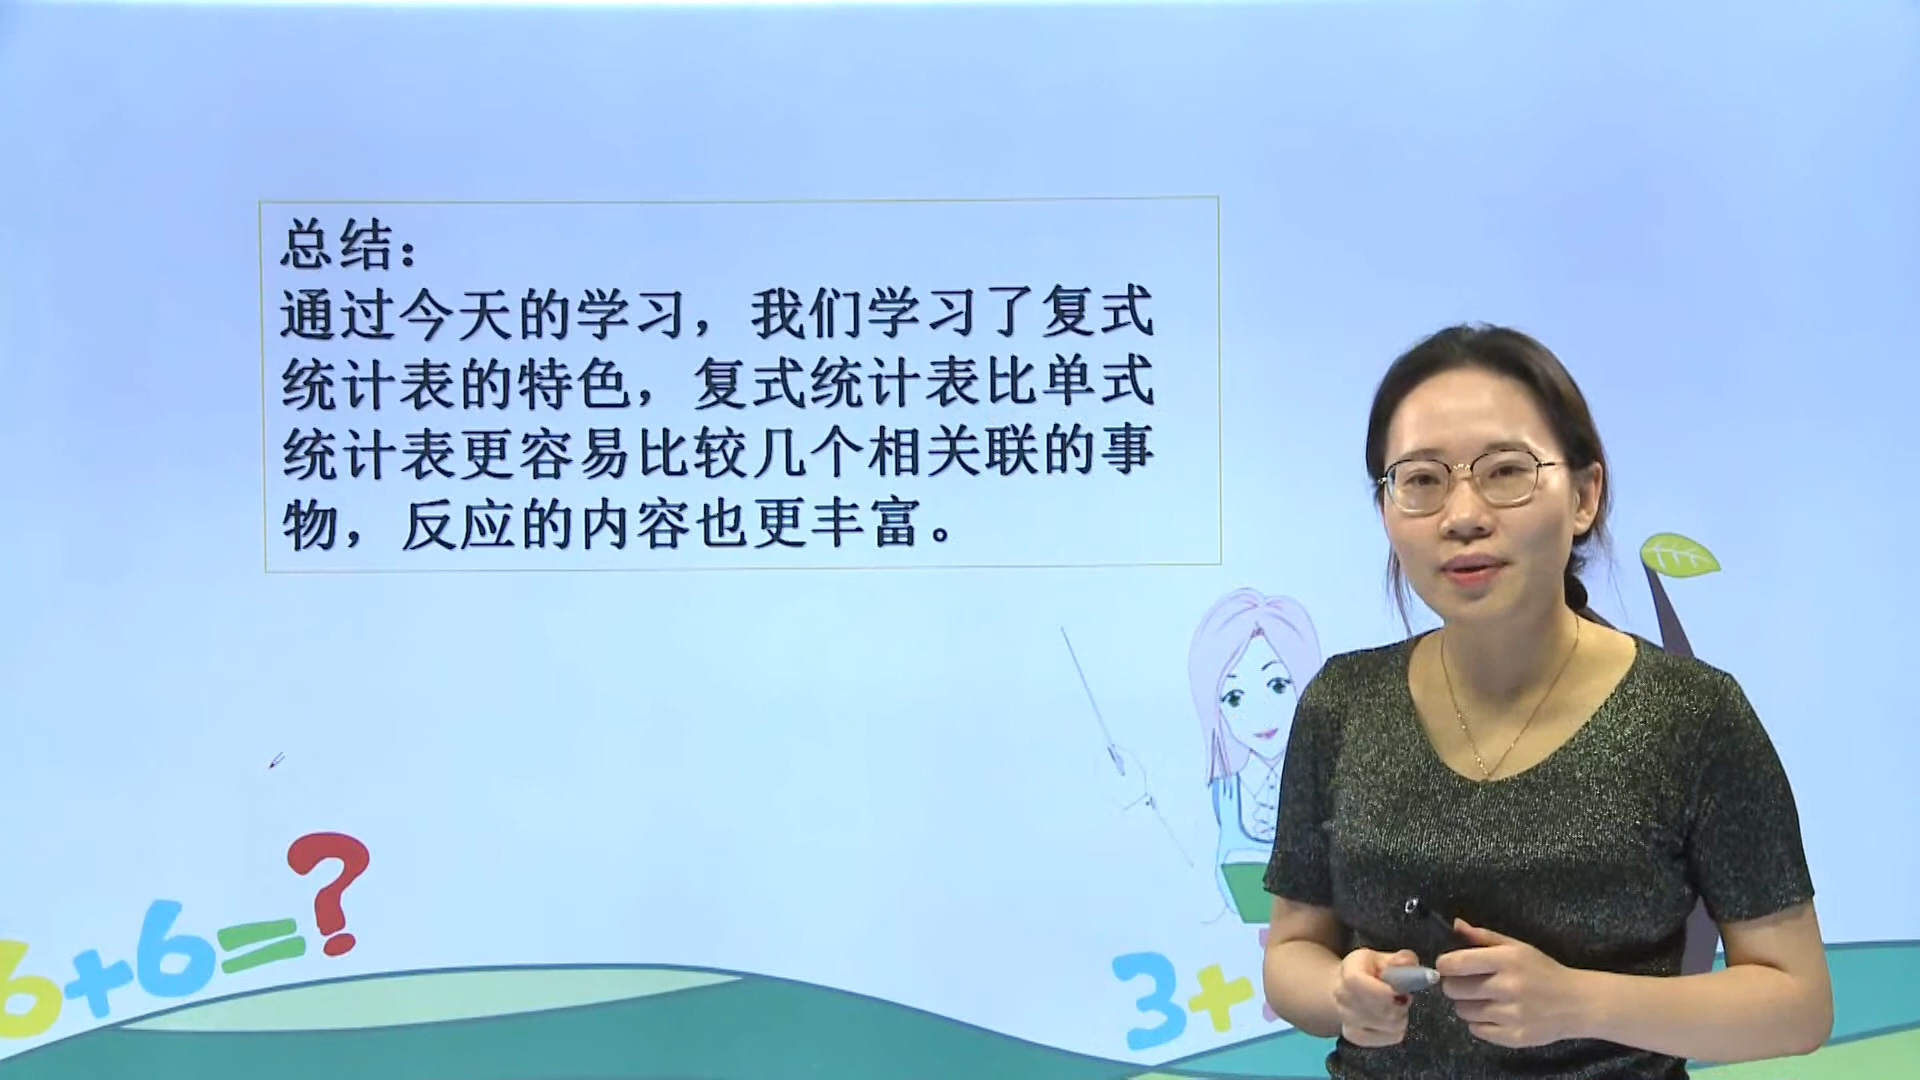 总结：
通过今天的学习，我们学习了复式
统计表的特色，复式统计表比单式
统计表更容易比较几个相关联的事
物，反应的内容也更丰富。
6+6=?
3+